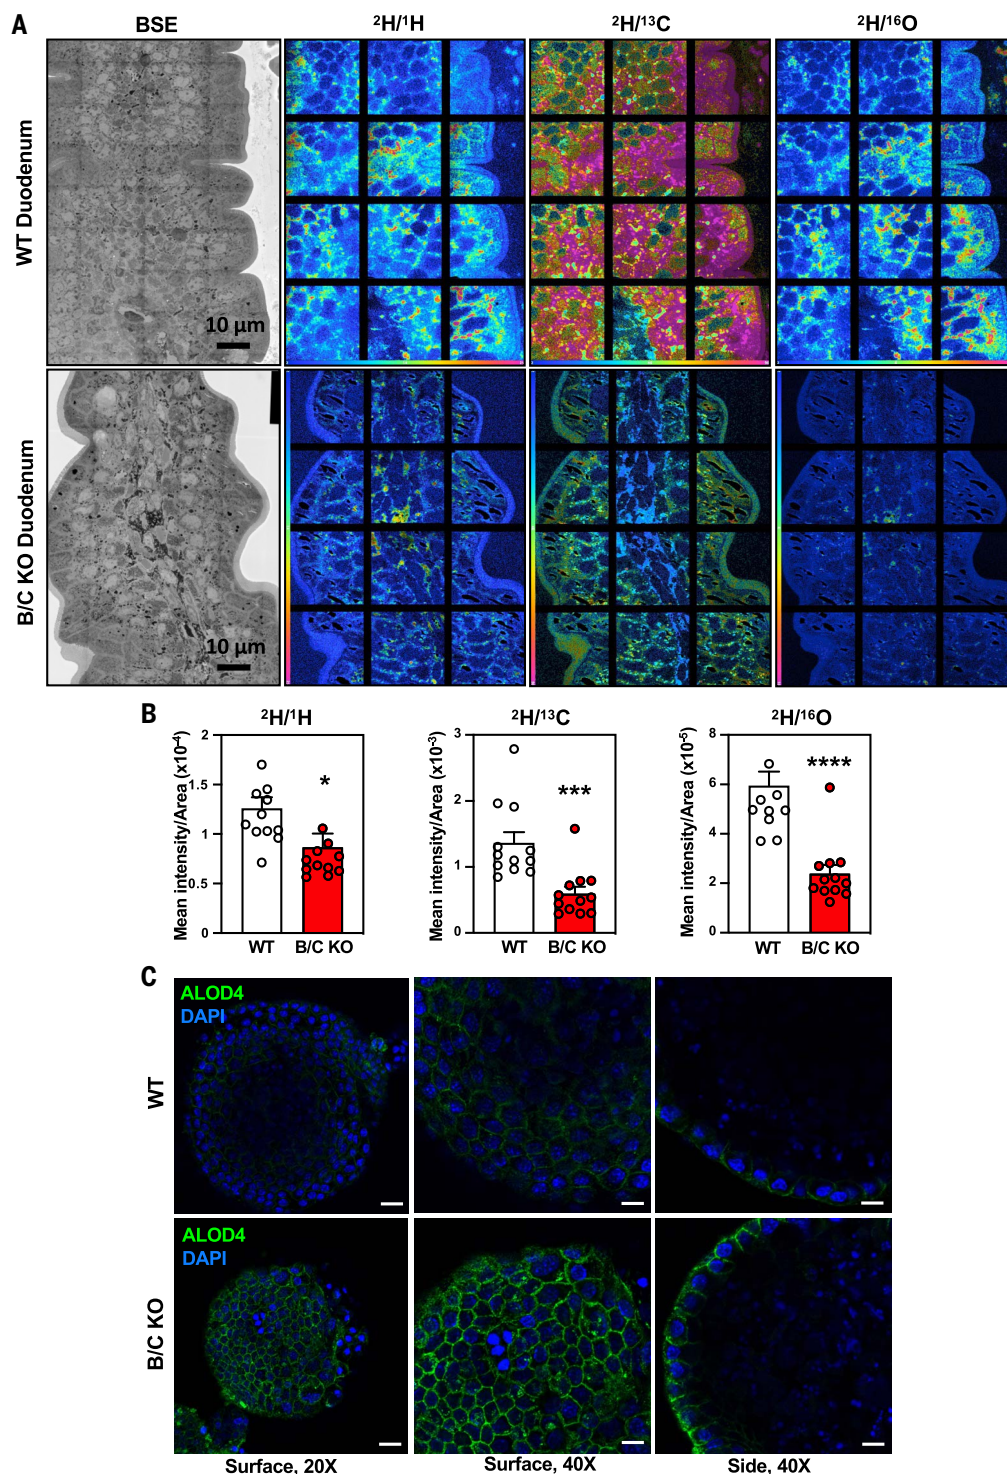 A
BSE
²H/¹H
²H/¹³C
²H/¹⁶O
WT Duodenum
10 µm
B/C KO Duodenum
10 µm
B
²H/¹H
²H/¹³C
²H/¹⁶O
Mean intensity/Area (x10⁻⁴)
2
1.5
1
0.5
0
*
WT
B/C KO
Mean intensity/Area (x10⁻³)
3
2
1
0
***
WT
B/C KO
Mean intensity/Area (x10⁻⁵)
8
6
4
2
0
****
WT
B/C KO
C
WT
ALOD4
DAPI
B/C KO
ALOD4
DAPI
Surface, 20X
Surface, 40X
Side, 40X